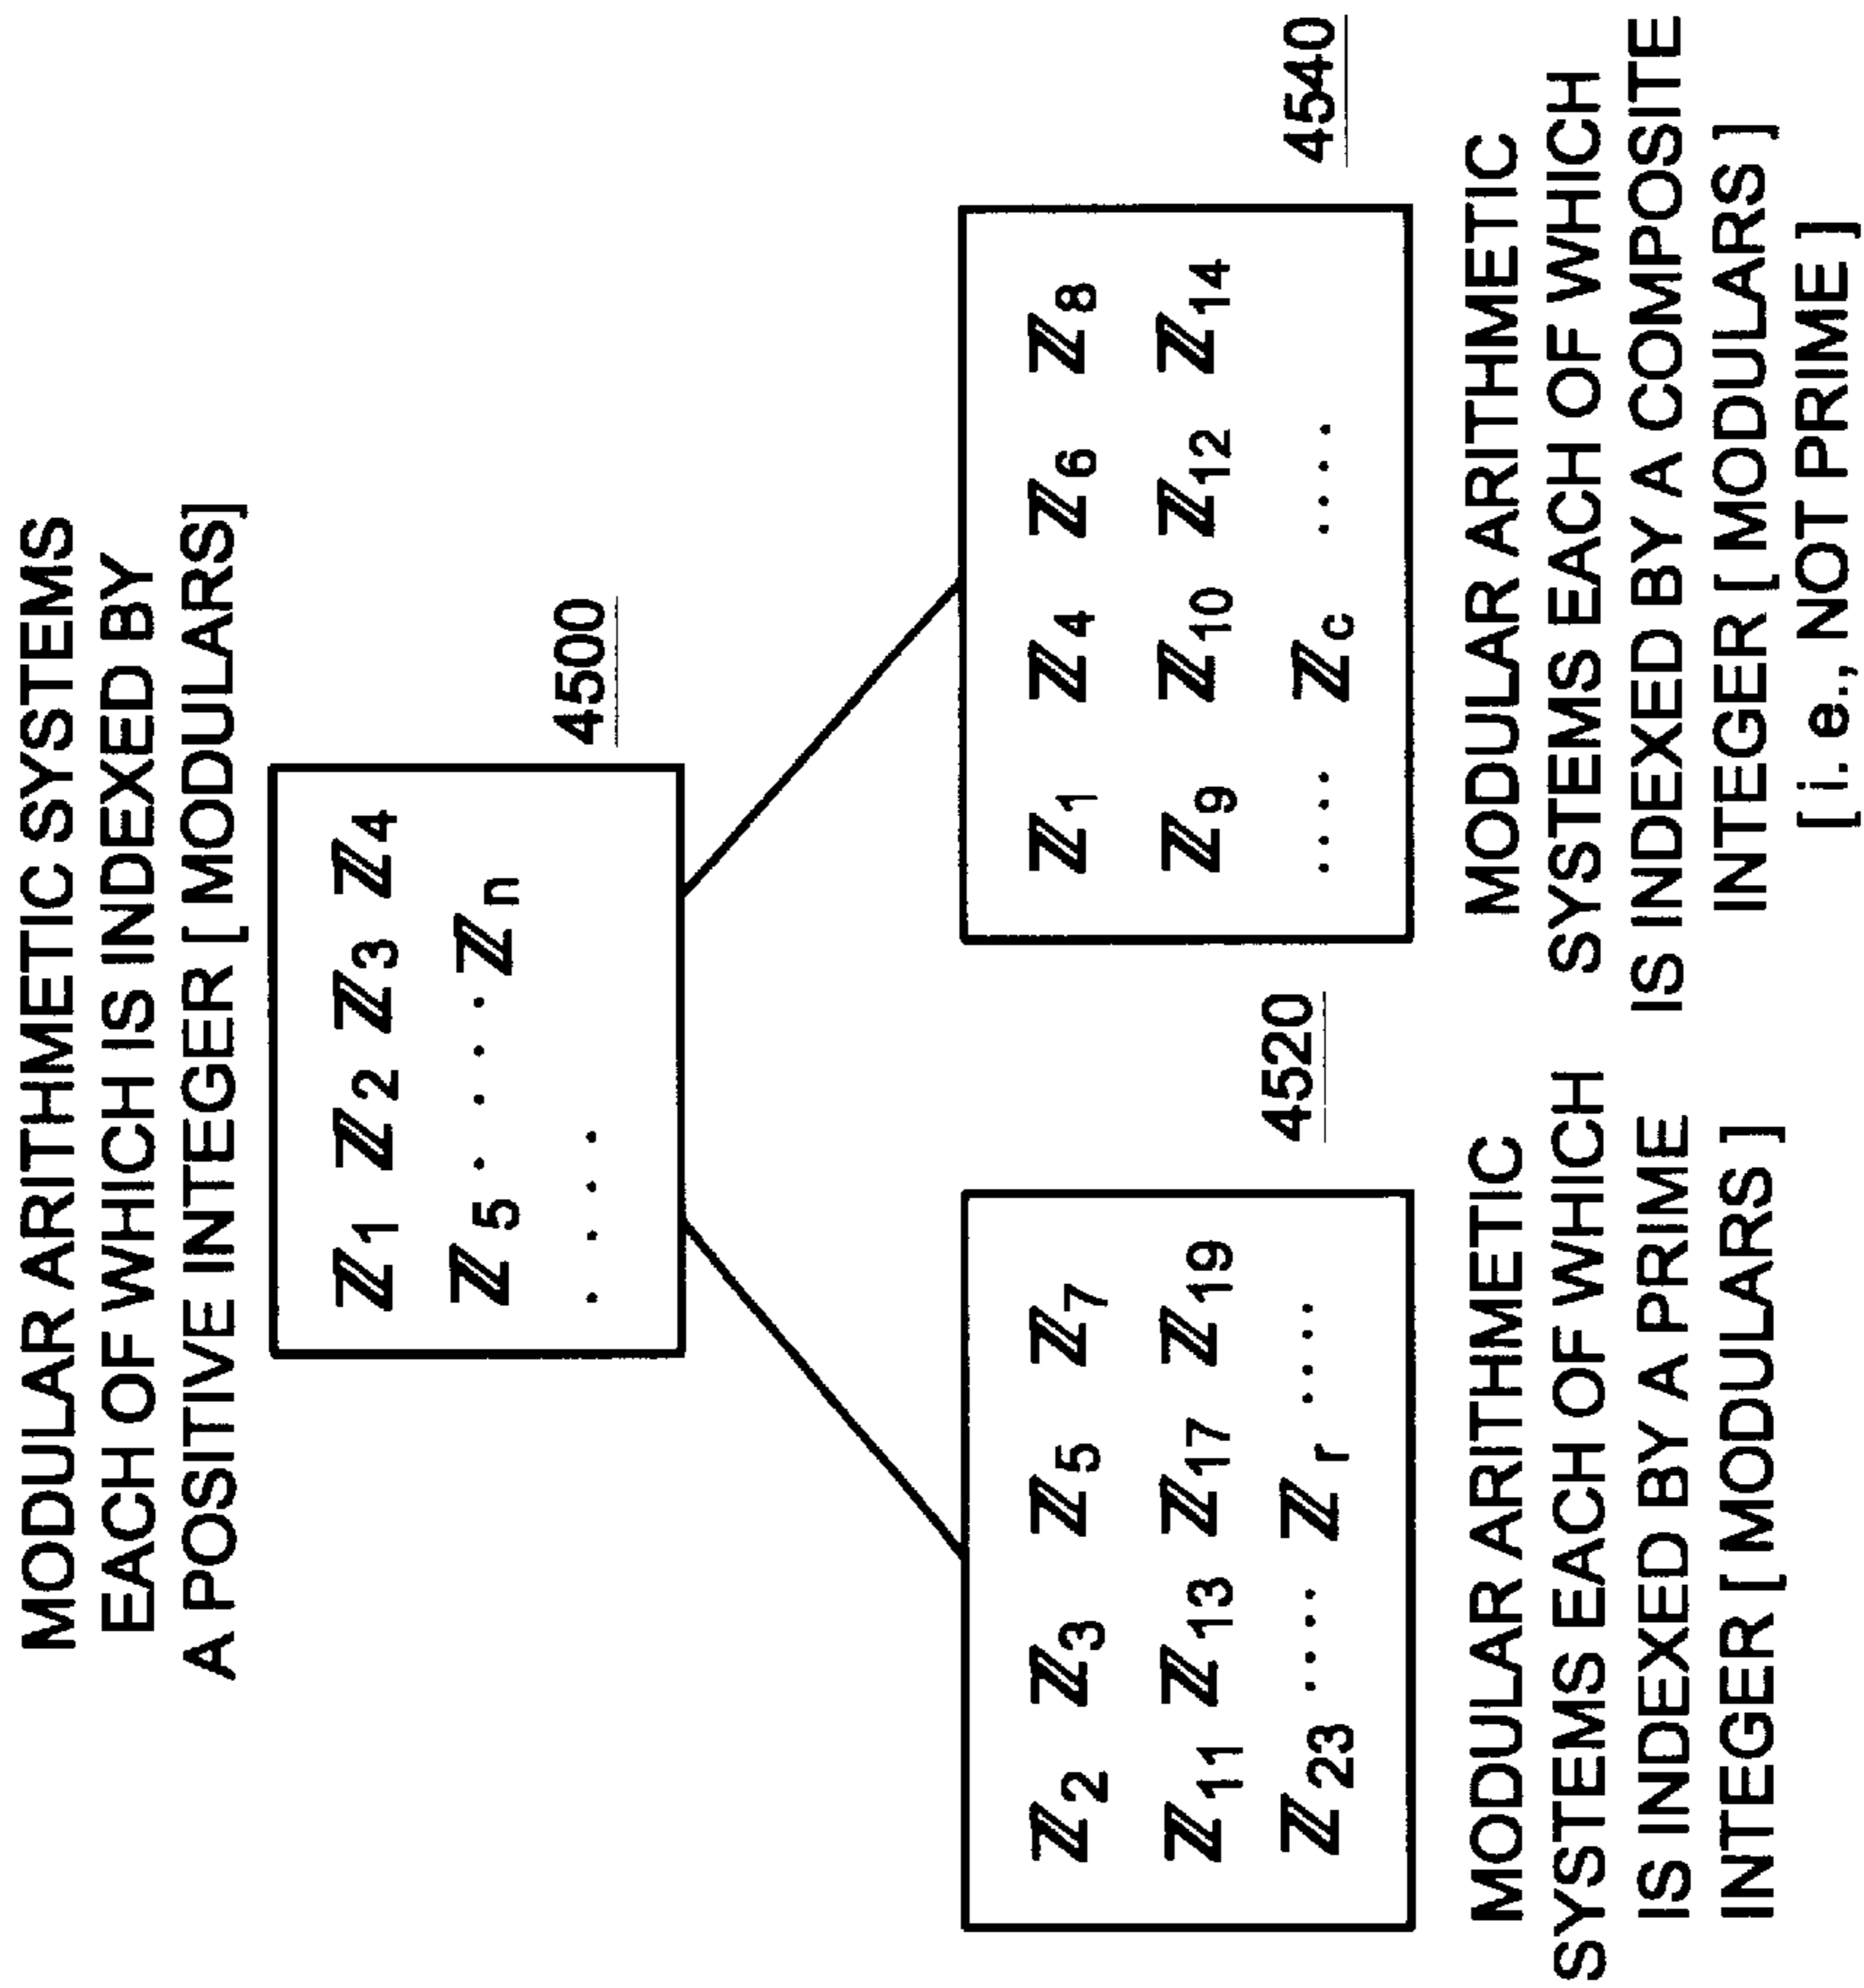 MODULAR ARITHMETIC SYSTEMS
EACH OF WHICH IS INDEXED BY
A POSITIVE INTEGER [ MODULARS]
ℤ1 ℤ2 ℤ3 ℤ4
ℤ5 . . . . ℤn
. . . .
4500
ℤ2 ℤ3 ℤ5 ℤ7
ℤ11 ℤ13 ℤ17 ℤ19
ℤ23 .... ℤr ....
4520
MODULAR ARITHMETIC
SYSTEMS EACH OF WHICH
IS INDEXED BY A PRIME
INTEGER [ MODULARS ]
ℤ1 ℤ4 ℤ6 ℤ8
ℤ9 ℤ10 ℤ12 ℤ14
.... ℤc ....
4540
MODULAR ARITHMETIC
SYSTEMS EACH OF WHICH
IS INDEXED BY A COMPOSITE
INTEGER [ MODULARS ]
[ i. e., NOT PRIME ]